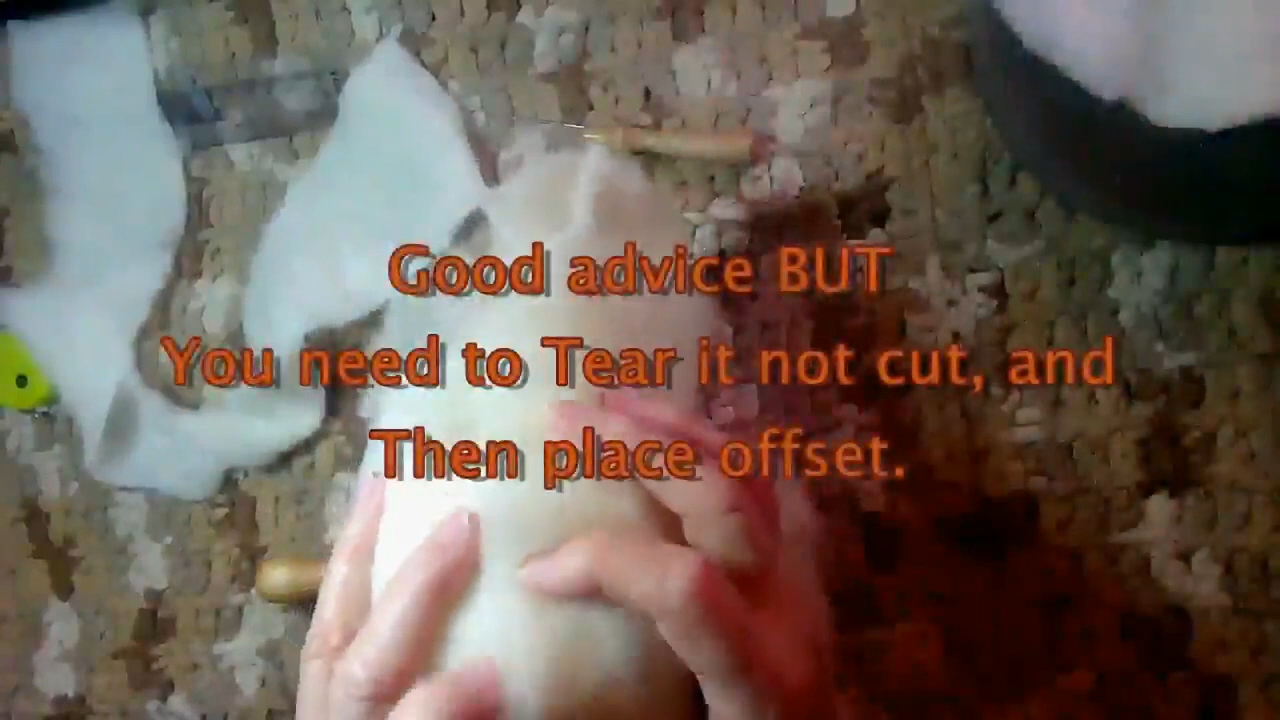 Good advice BUT
You need to Tear it not cut, and
Then place offset.